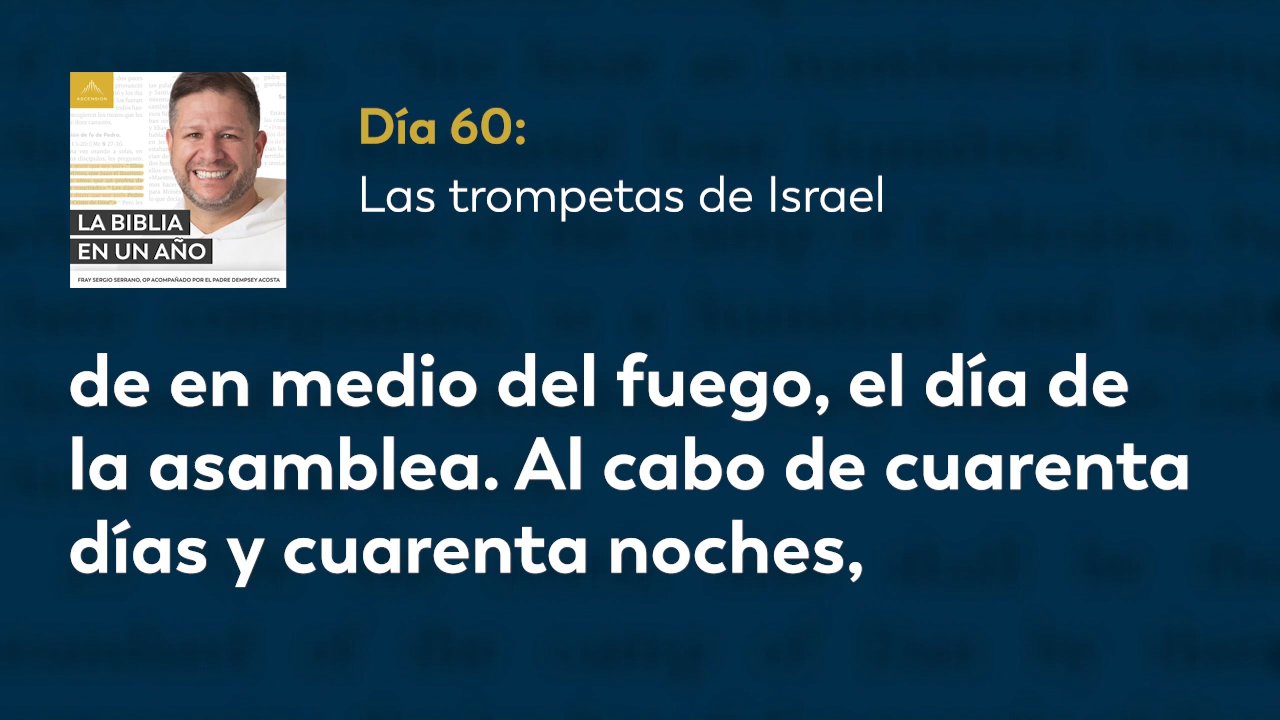 ASCENSION
LA BIBLIA
EN UN AÑO
FRAY SERGIO SERRANO, OP ACOMPAÑADO POR EL PADRE DEMPSEY ACOSTA
Día 60:
Las trompetas de Israel
de en medio del fuego, el día de
la asamblea. Al cabo de cuarenta
días y cuarenta noches,